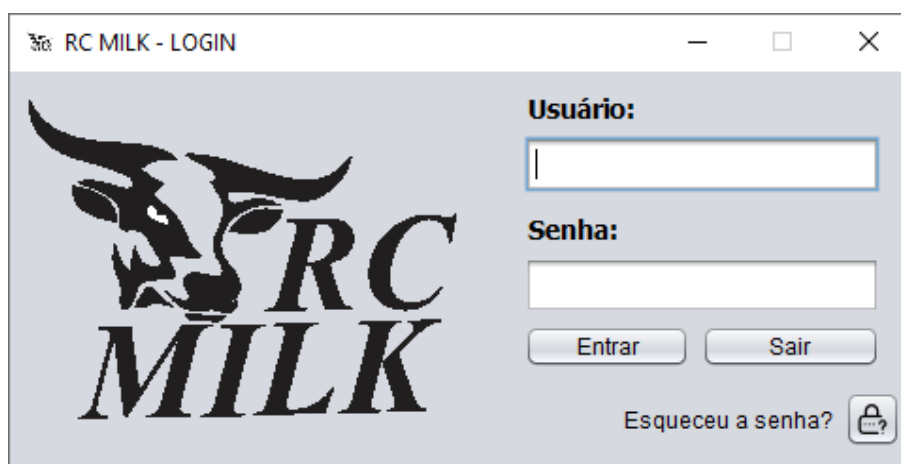 RC MILK - LOGIN
Usuário:
Senha:
RC
MILK
Entrar
Sair
Esqueceu a senha?